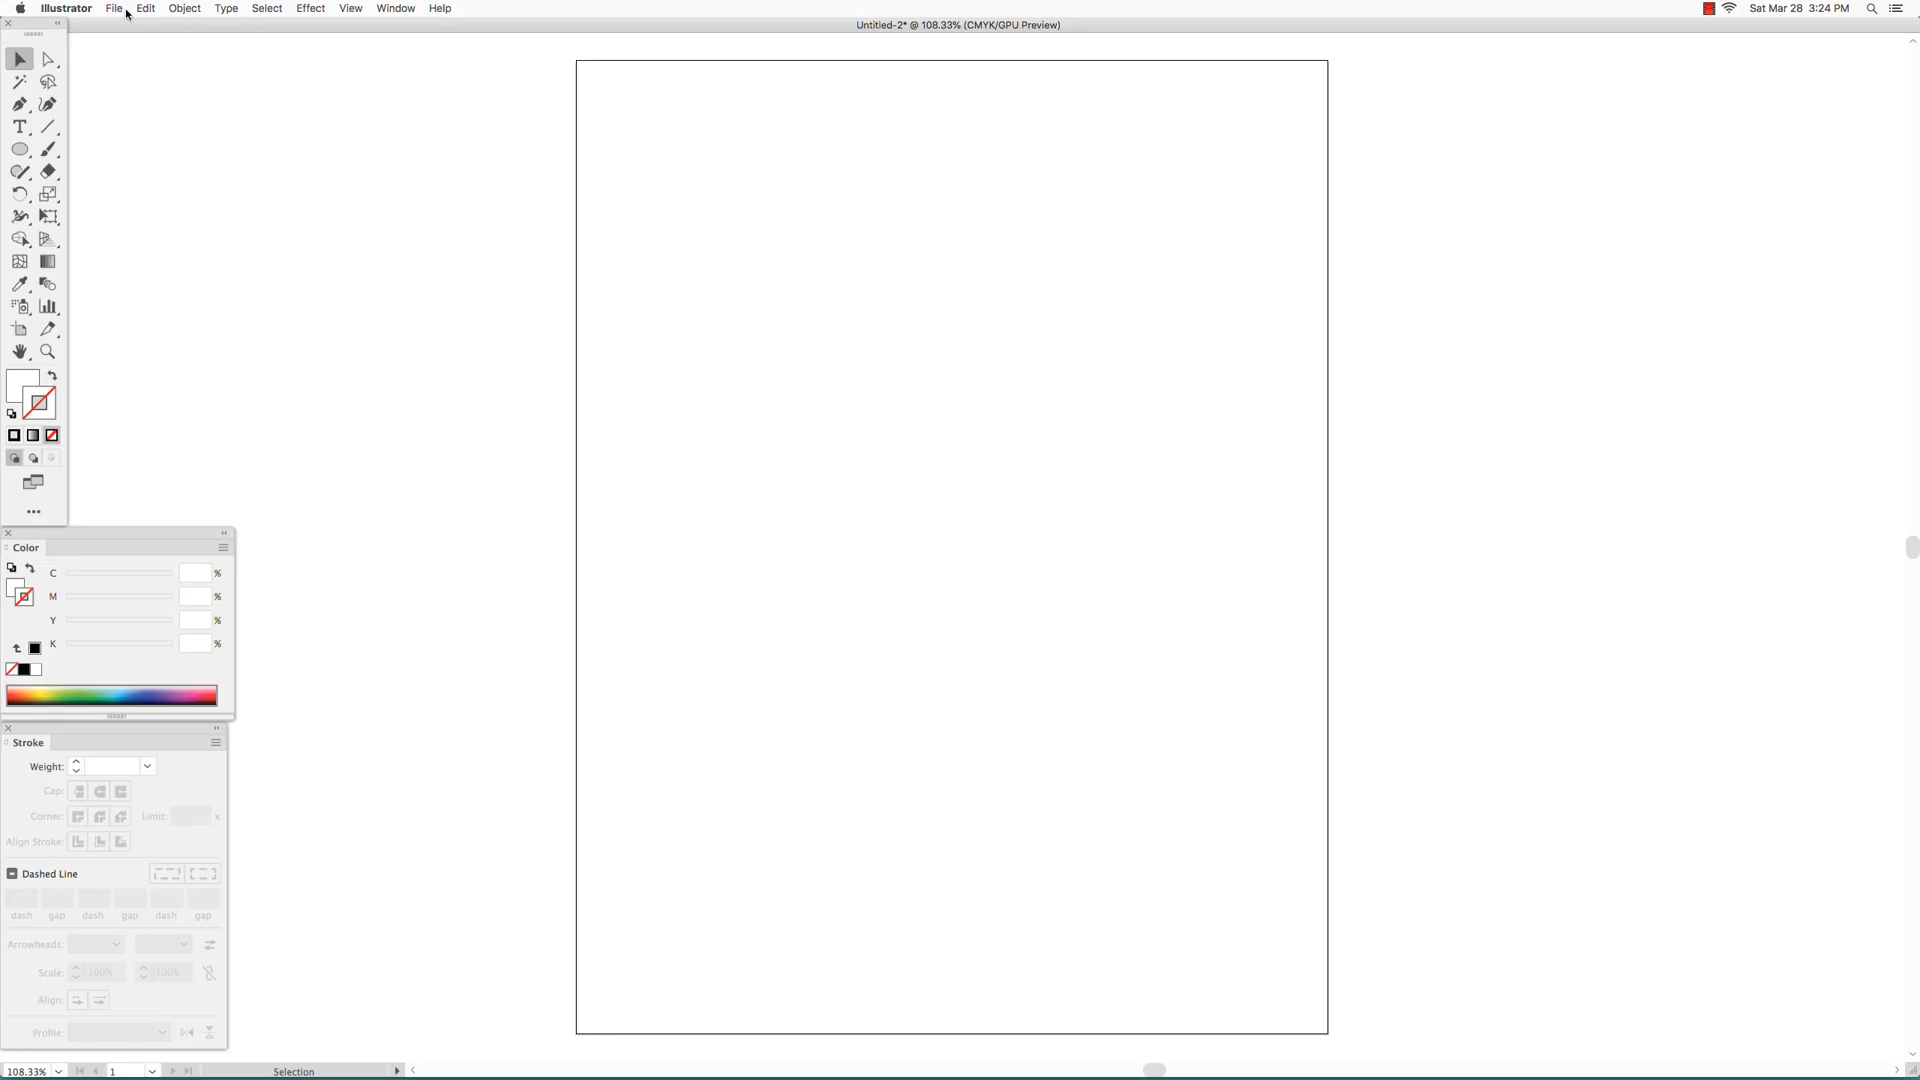 Illustrator File Edit Object Type Select Effect View Window Help Sat Mar 28 3:24 PM
Untitled-2* @ 108.33% (CMYK/GPU Preview)
T
Color
C %
M %
Y %
K %
Stroke
Weight:
Cap:
Corner: Limit: x
Align Stroke:
Dashed Line
dash gap dash gap dash gap
Arrowheads:
Scale: 100% 100%
Align:
Profile:
108.33% 1 Selection